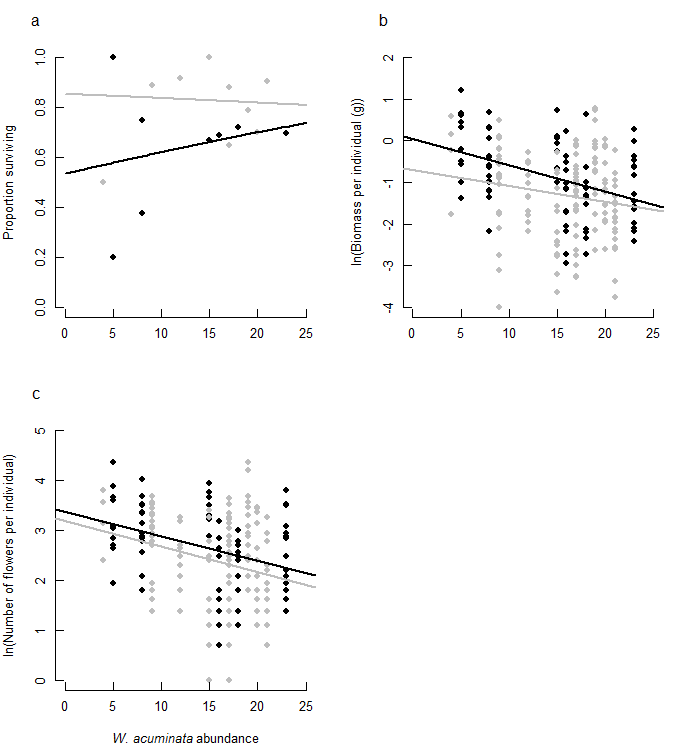 a
Proportion surviving
1.0
0.8
0.6
0.4
0.2
0.0
0 5 10 15 20 25
b
ln(Biomass per individual (g))
2
1
0
-1
-2
-3
-4
0 5 10 15 20 25
c
ln(Number of flowers per individual)
5
4
3
2
1
0
0 5 10 15 20 25
W. acuminata abundance